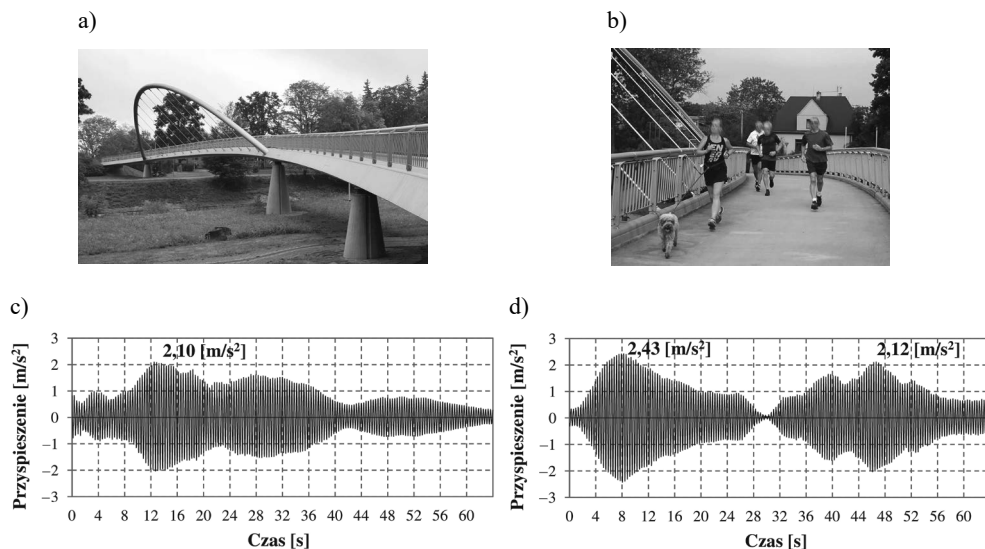 a)
b)
c)
2,10 [m/s²]
Przyspieszenie [m/s²]
3
2
1
0
–1
–2
–3
0 4 8 12 16 20 24 28 32 36 40 44 48 52 56 60
Czas [s]
d)
2,43 [m/s²]
2,12 [m/s²]
Przyspieszenie [m/s²]
3
2
1
0
–1
–2
–3
0 4 8 12 16 20 24 28 32 36 40 44 48 52 56 60
Czas [s]